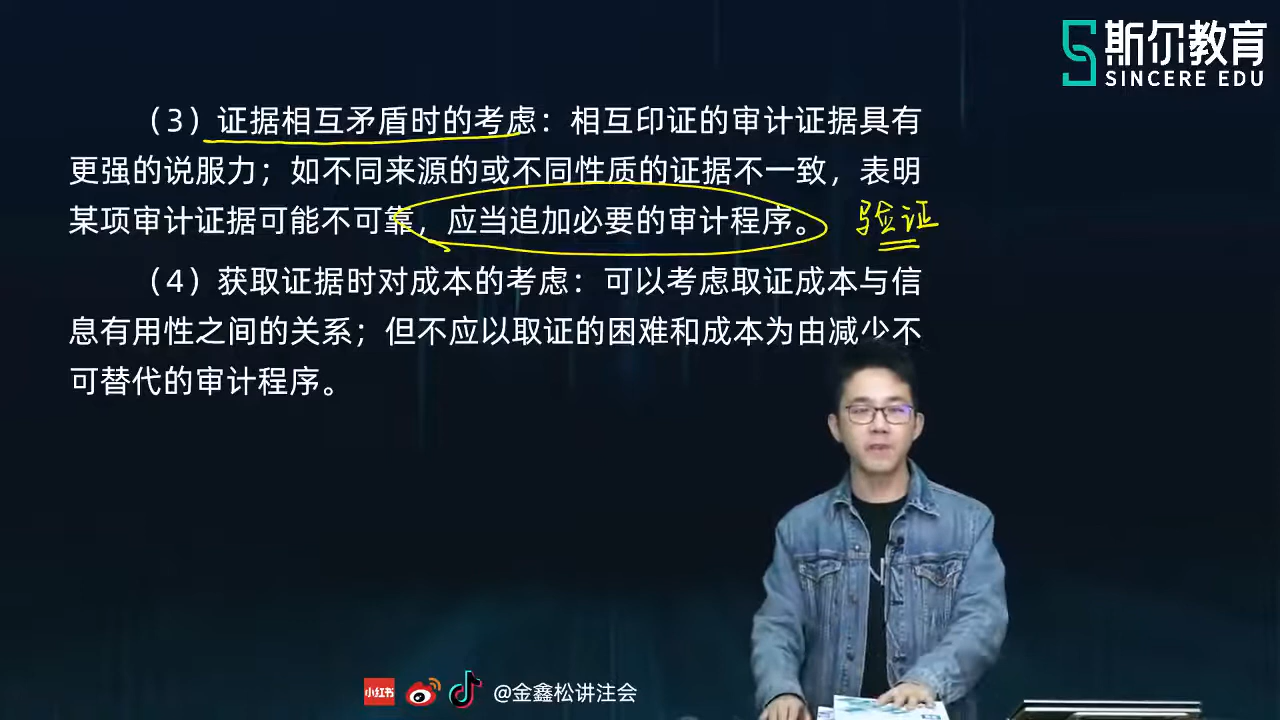 斯尔教育
SINCERE EDU
（3）证据相互矛盾时的考虑：相互印证的审计证据具有
更强的说服力；如不同来源的或不同性质的证据不一致，表明
某项审计证据可能不可靠，应当追加必要的审计程序。
验证
（4）获取证据时对成本的考虑：可以考虑取证成本与信
息有用性之间的关系；但不应以取证的困难和成本为由减少不
可替代的审计程序。
小红书
@金鑫松讲注会